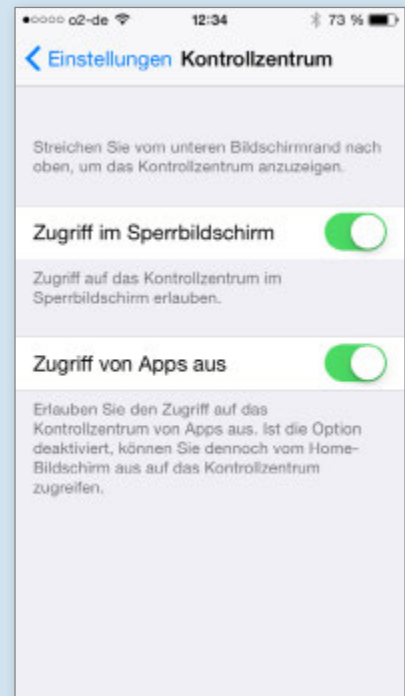 o2-de 12:34 73 %
Einstellungen Kontrollzentrum
Streichen Sie vom unteren Bildschirmrand nach
oben, um das Kontrollzentrum anzuzeigen.
Zugriff im Sperrbildschirm
Zugriff auf das Kontrollzentrum im
Sperrbildschirm erlauben.
Zugriff von Apps aus
Erlauben Sie den Zugriff auf das
Kontrollzentrum von Apps aus. Ist die Option
deaktiviert, können Sie dennoch vom Home-
Bildschirm aus auf das Kontrollzentrum
zugreifen.